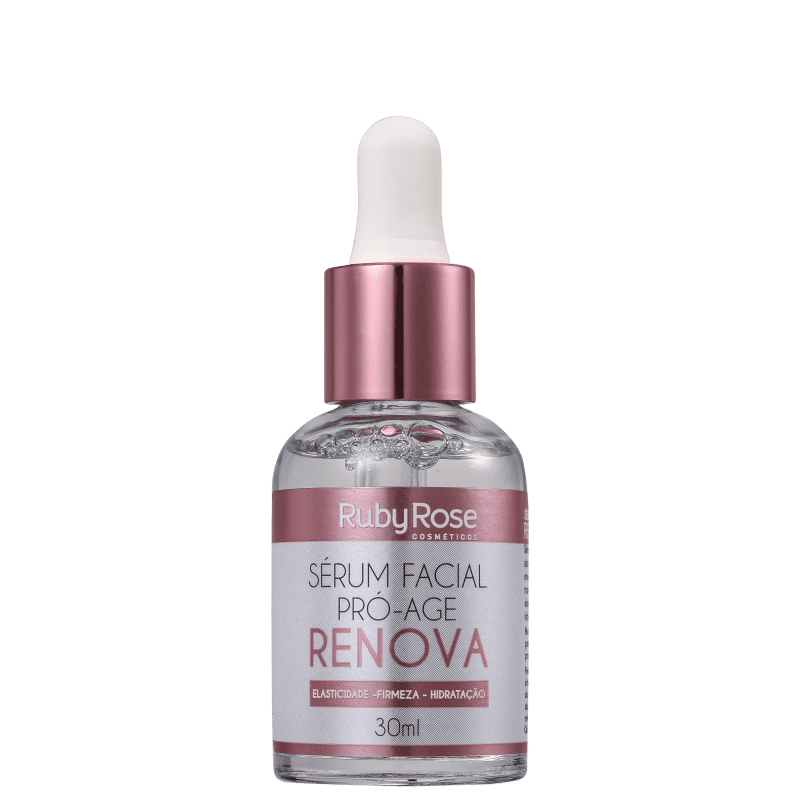 RubyRose
COSMÉTICOS
SÉRUM FACIAL
PRÓ-AGE
RENOVA
ELASTICIDADE -FIRMEZA - HIDRATAÇÃO
30ml